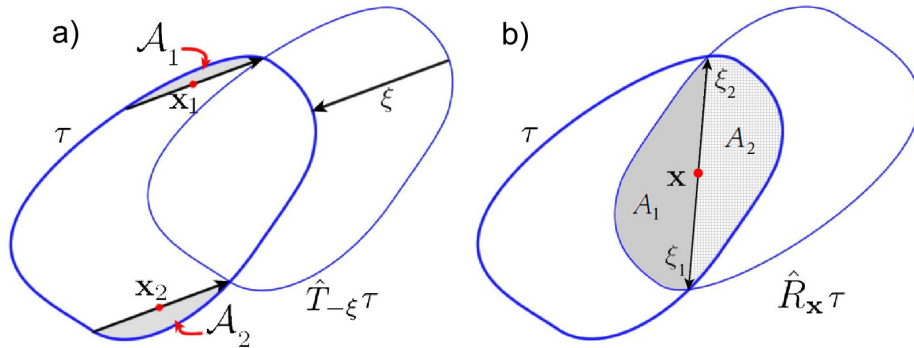 a)
𝒜₁
x₁
τ
ξ
x₂
𝒜₂
T̂₋ξ τ
b)
τ
ξ₂
A₂
x
A₁
ξ₁
R̂ₓ τ